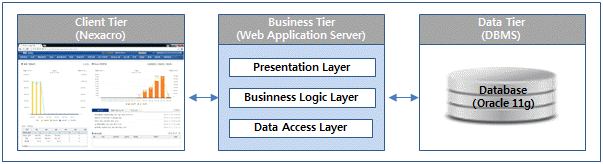 Client Tier
(Nexacro)
Business Tier
(Web Application Server)
Presentation Layer
Businness Logic Layer
Data Access Layer
Data Tier
(DBMS)
Database
(Oracle 11g)